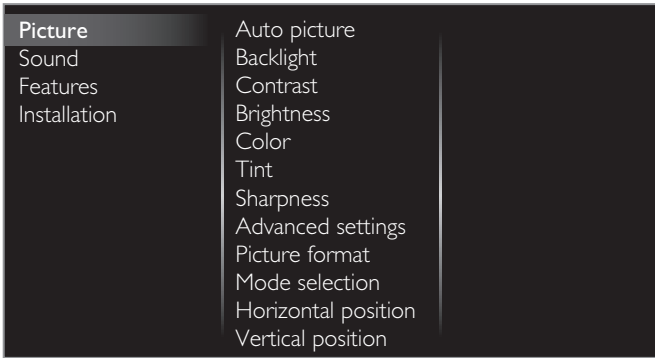 Picture
Sound
Features
Installation
Auto picture
Backlight
Contrast
Brightness
Color
Tint
Sharpness
Advanced settings
Picture format
Mode selection
Horizontal position
Vertical position